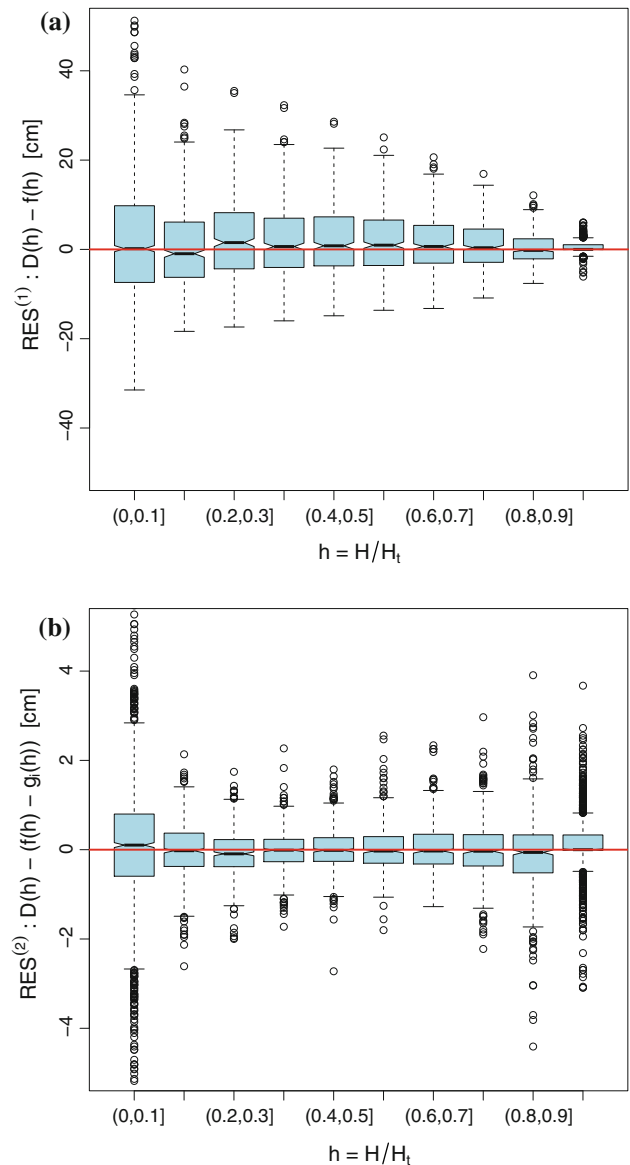 (a)
40
20
0
−20
−40
RES(1) : D(h) − f(h) [cm]
(0,0.1] (0.2,0.3] (0.4,0.5] (0.6,0.7] (0.8,0.9]
h = H/Ht
(b)
4
2
0
−2
−4
RES(2) : D(h) − (f(h) − gi(h)) [cm]
(0,0.1] (0.2,0.3] (0.4,0.5] (0.6,0.7] (0.8,0.9]
h = H/Ht